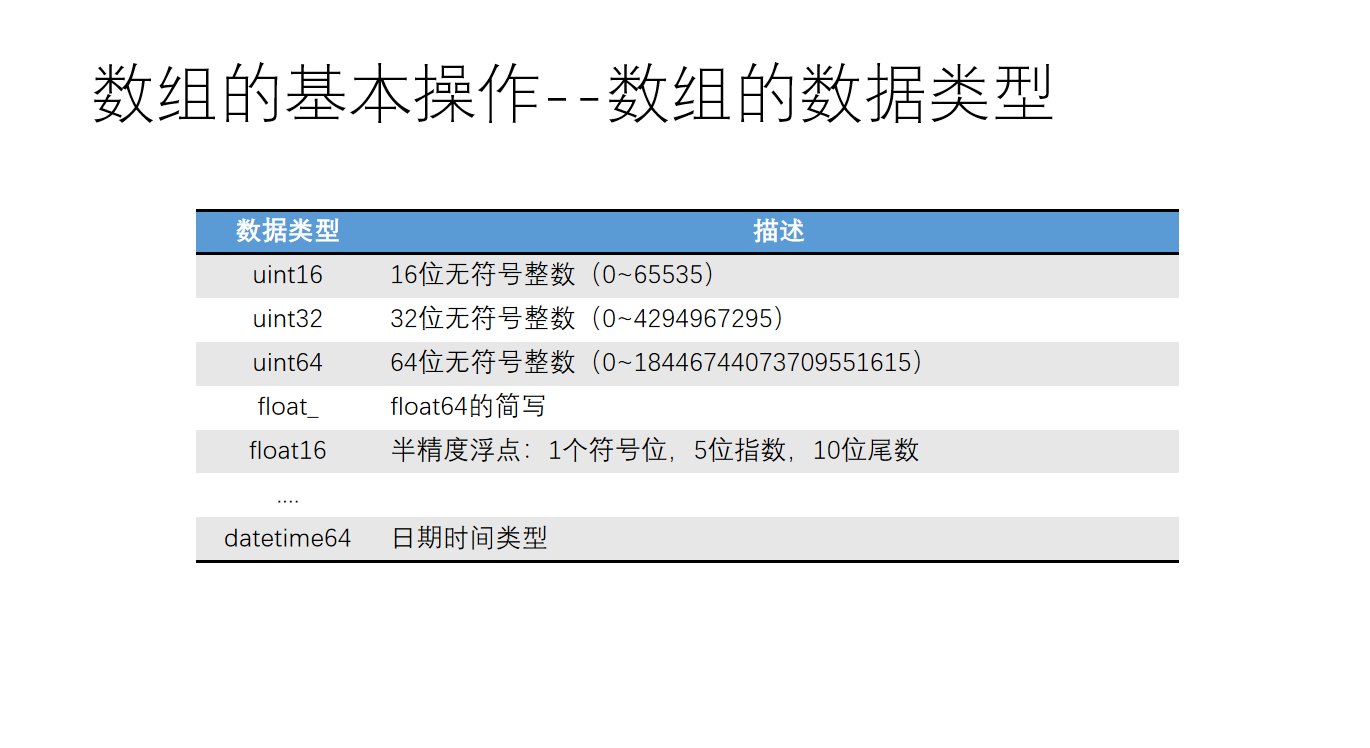 数组的基本操作--数组的数据类型
数据类型 描述
uint16 16位无符号整数（0~65535）
uint32 32位无符号整数（0~4294967295）
uint64 64位无符号整数（0~18446744073709551615）
float_ float64的简写
float16 半精度浮点：1个符号位，5位指数，10位尾数
....
datetime64 日期时间类型